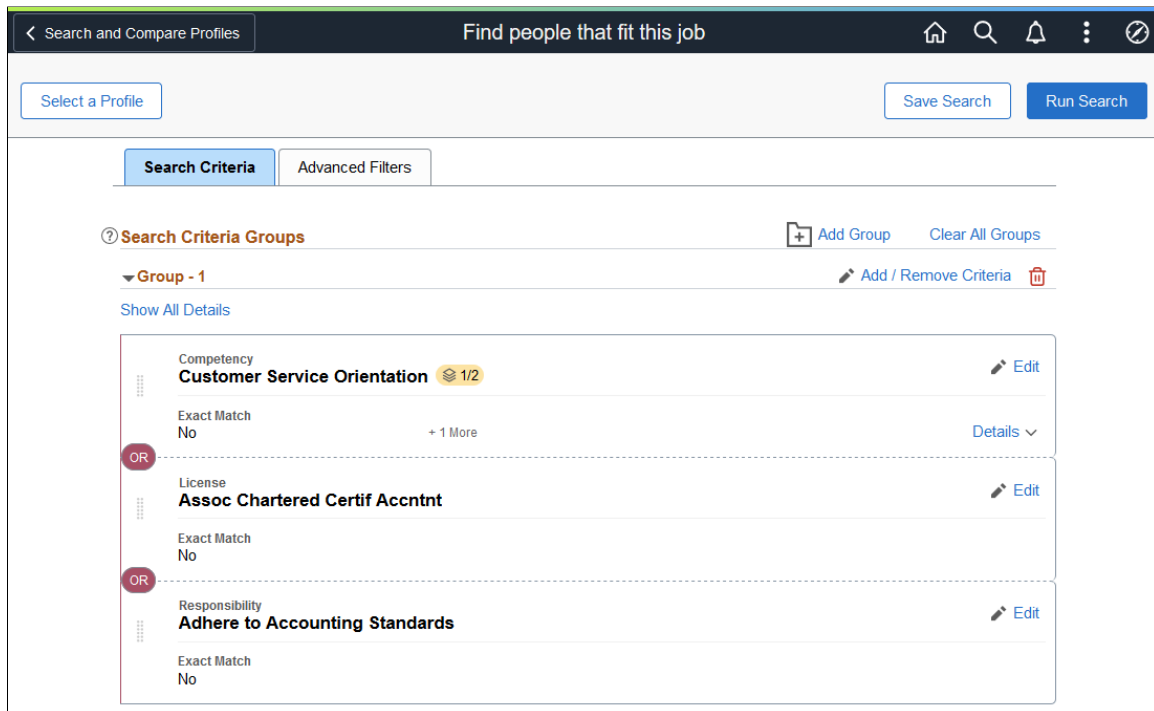 Search and Compare Profiles
Find people that fit this job
Select a Profile
Save Search
Run Search
Search Criteria
Advanced Filters
? Search Criteria Groups
Add Group
Clear All Groups
Group - 1
Add / Remove Criteria
Show All Details
Competency
Customer Service Orientation 1/2
Edit
Exact Match
No
+ 1 More
Details
OR
License
Assoc Chartered Certif Accntnt
Edit
Exact Match
No
OR
Responsibility
Adhere to Accounting Standards
Edit
Exact Match
No